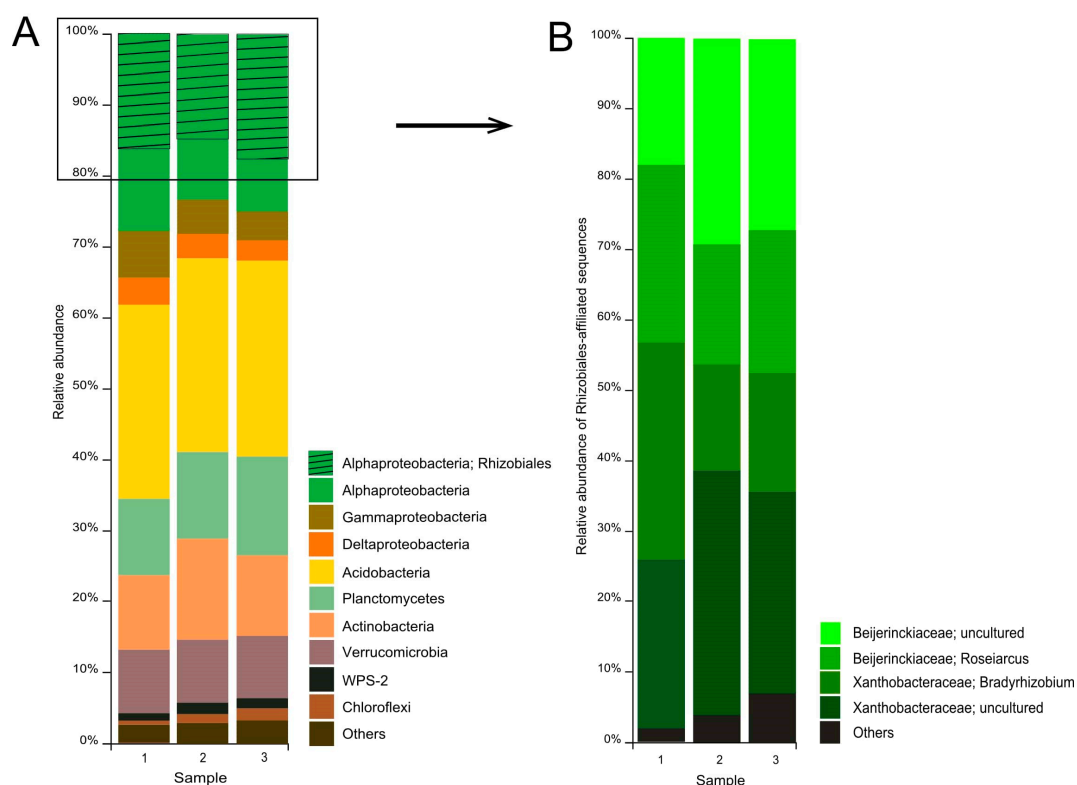 A
Relative abundance
100%
90%
80%
70%
60%
50%
40%
30%
20%
10%
0%
1 2 3
Sample
Alphaproteobacteria; Rhizobiales
Alphaproteobacteria
Gammaproteobacteria
Deltaproteobacteria
Acidobacteria
Planctomycetes
Actinobacteria
Verrucomicrobia
WPS-2
Chloroflexi
Others
B
Relative abundance of Rhizobiales-affiliated sequences
100%
90%
80%
70%
60%
50%
40%
30%
20%
10%
0%
1 2 3
Sample
Beijerinckiaceae; uncultured
Beijerinckiaceae; Roseiarcus
Xanthobacteraceae; Bradyrhizobium
Xanthobacteraceae; uncultured
Others